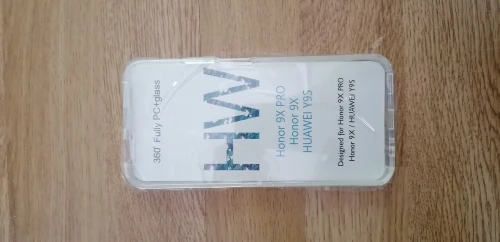 360° Fully PC+glass
HW
Honor 9X PRO
Honor 9X
HUAWEI Y9S
Designed for Honor 9X PRO
Honor 9X / HUAWEI Y9S